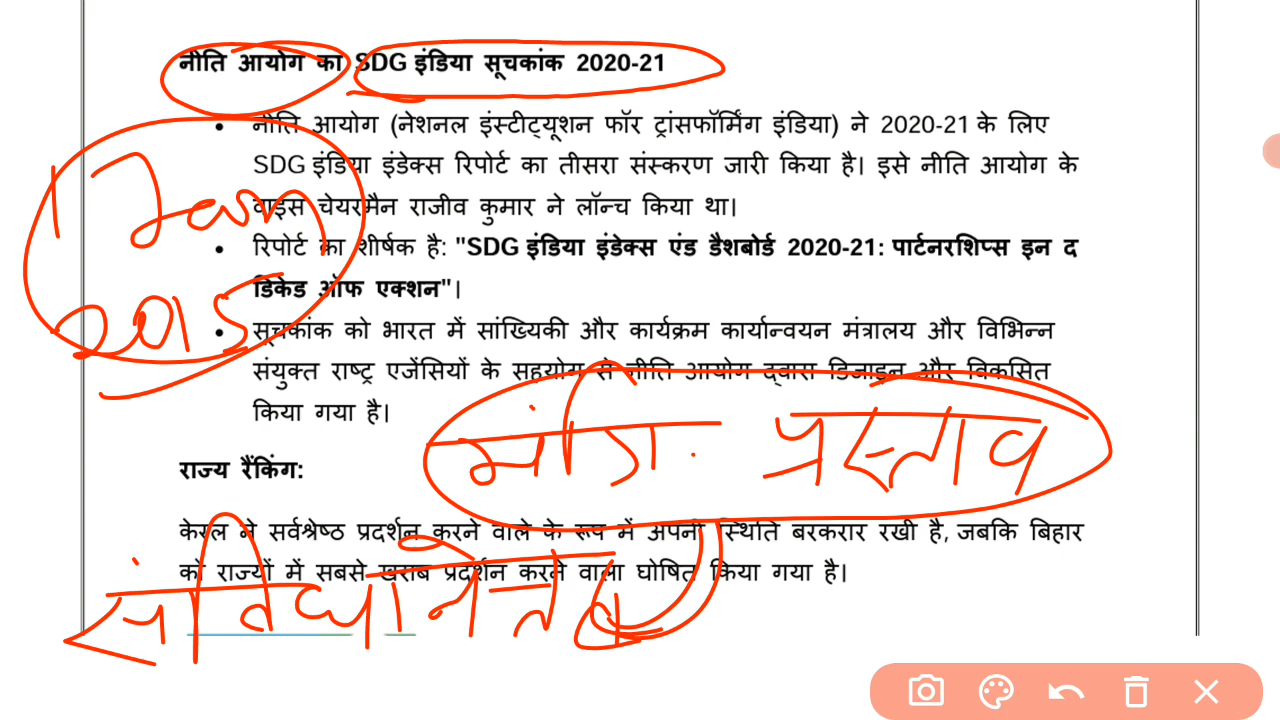 नीति आयोग का SDG इंडिया सूचकांक 2020-21
• नीति आयोग (नेशनल इंस्टीट्यूशन फॉर ट्रांसफॉर्मिंग इंडिया) ने 2020-21 के लिए
SDG इंडिया इंडेक्स रिपोर्ट का तीसरा संस्करण जारी किया है। इसे नीति आयोग के
वाइस चेयरमैन राजीव कुमार ने लॉन्च किया था।
• रिपोर्ट का शीर्षक है: "SDG इंडिया इंडेक्स एंड डैशबोर्ड 2020-21: पार्टनरशिप्स इन द
डिकेड ऑफ एक्शन"।
• सूचकांक को भारत में सांख्यिकी और कार्यक्रम कार्यान्वयन मंत्रालय और विभिन्न
संयुक्त राष्ट्र एजेंसियों के सहयोग से नीति आयोग द्वारा डिजाइन और विकसित
किया गया है।
2015
प्रस्ताव
राज्य रैंकिंग:
केरल ने सर्वश्रेष्ठ प्रदर्शन करने वाले के रूप में अपनी स्थिति बरकरार रखी है, जबकि बिहार
को राज्यों में सबसे खराब प्रदर्शन करने वाला घोषित किया गया है।